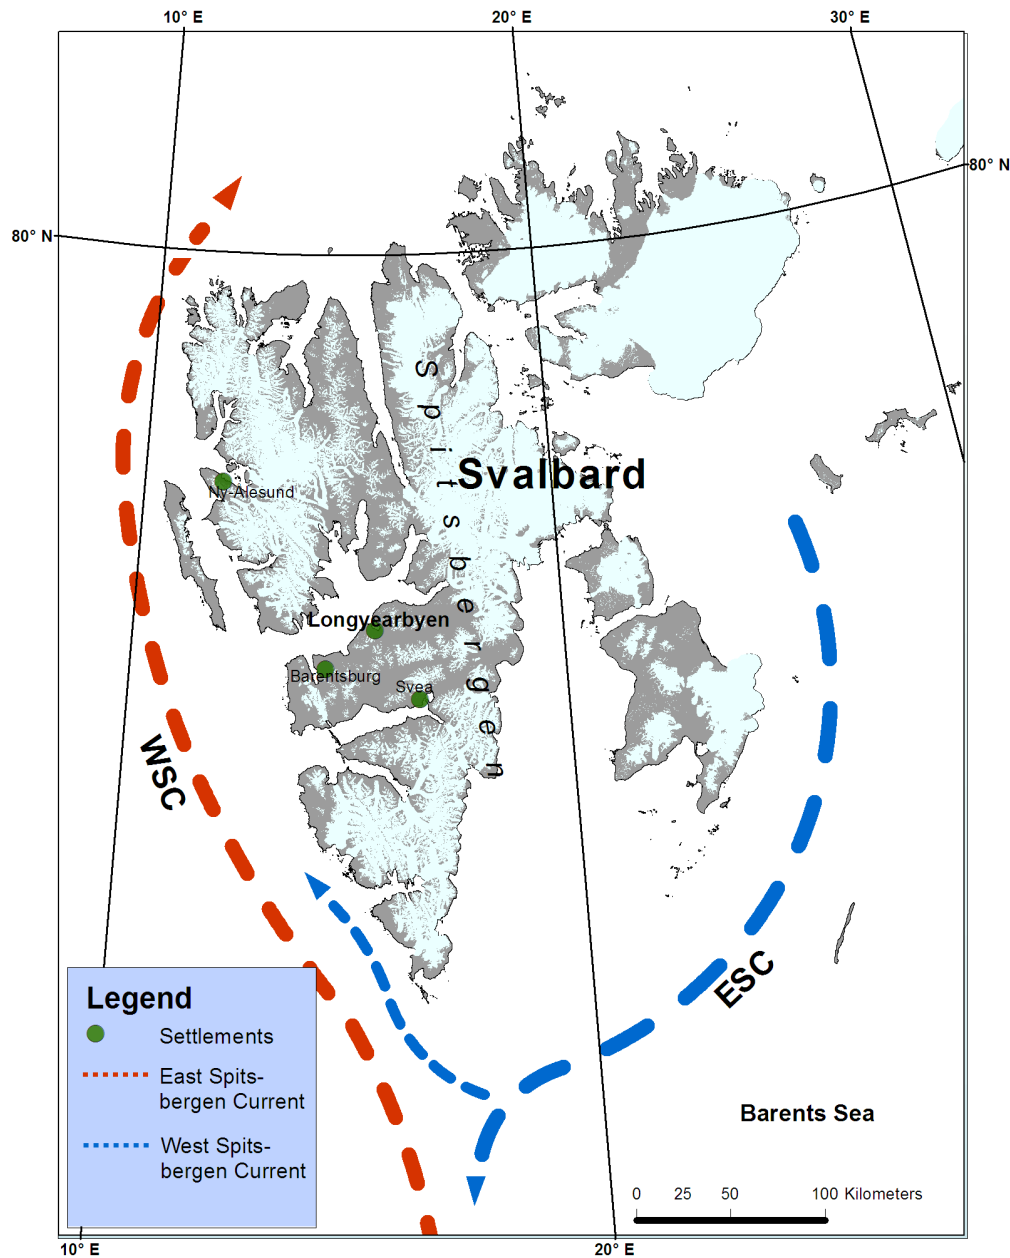 10° E
20° E
30° E
80° N
80° N
Spitsbergen
Svalbard
Ny-Alesund
Longyearbyen
Barentsburg
Svea
WSC
ESC
Legend
Settlements
East Spits-
bergen Current
West Spits-
bergen Current
Barents Sea
0 25 50 100 Kilometers
10° E
20° E